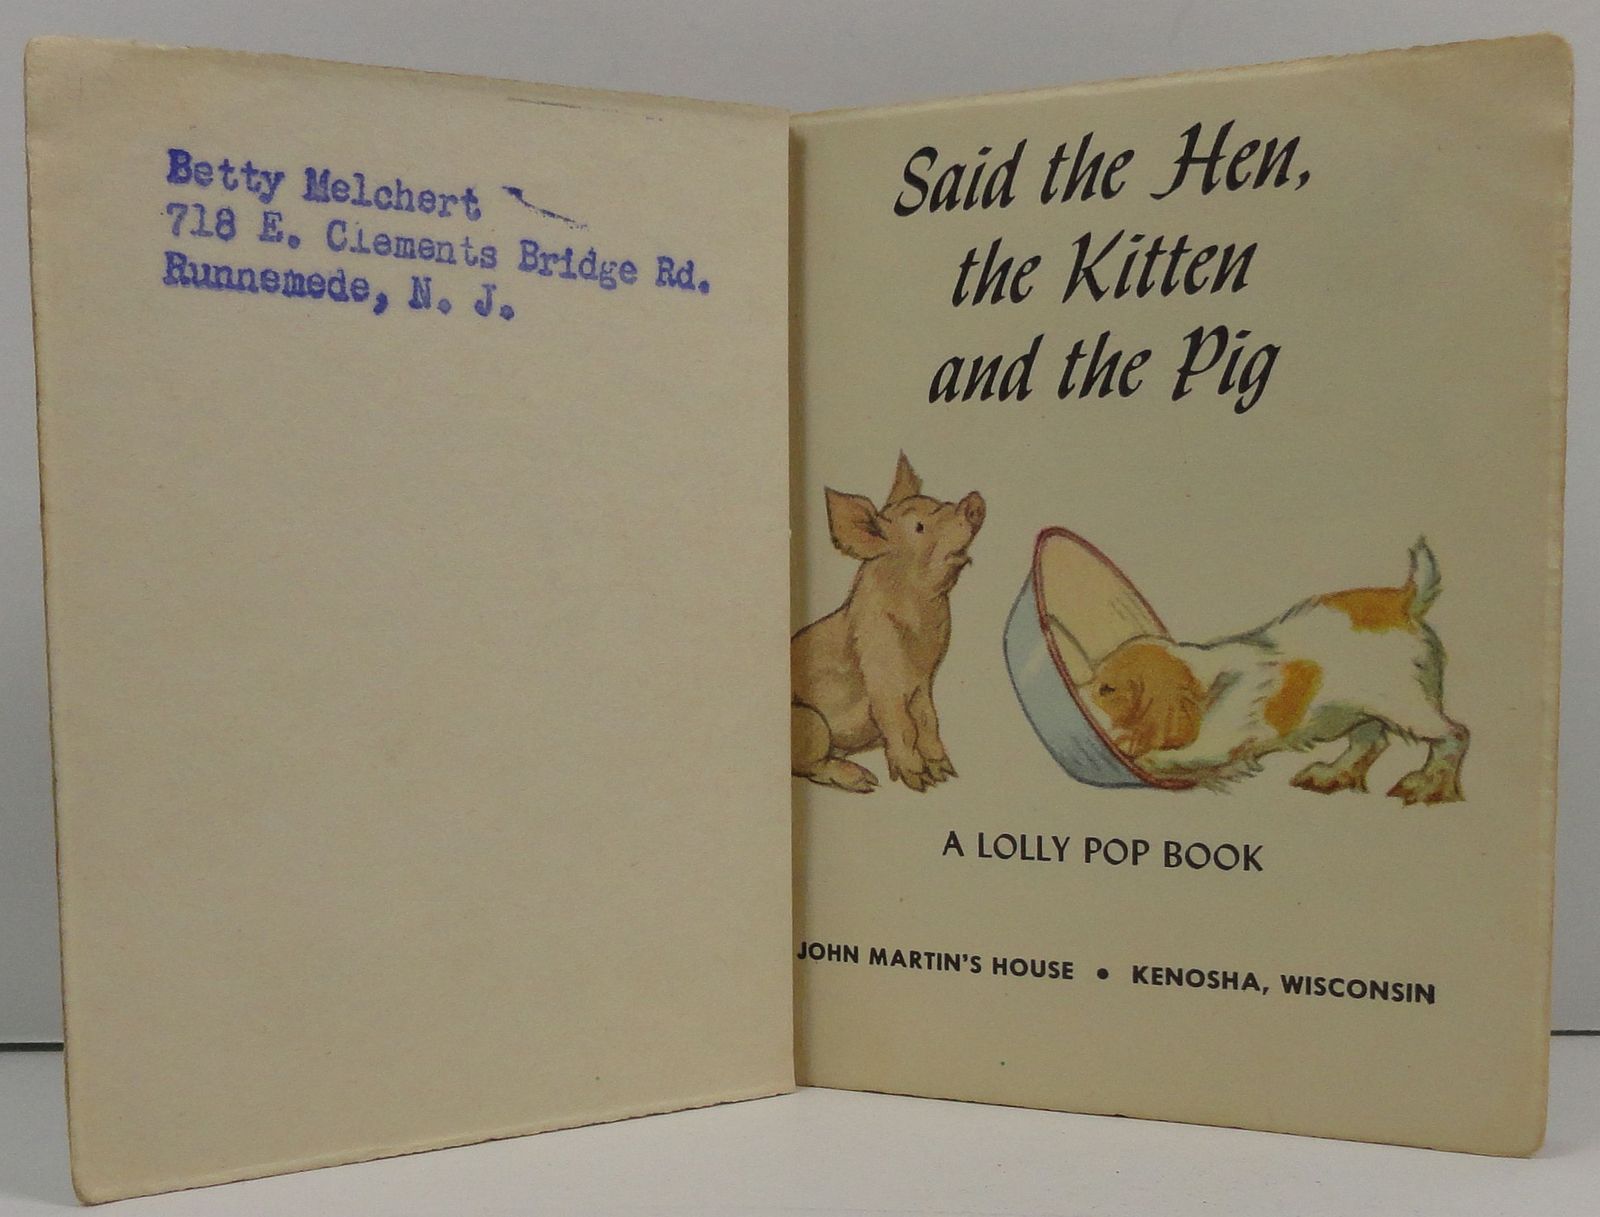 Betty Melchert
718 E. Clements Bridge Rd.
Runnemede, N. J.
Said the Hen,
the Kitten
and the Pig
A LOLLY POP BOOK
JOHN MARTIN'S HOUSE • KENOSHA, WISCONSIN